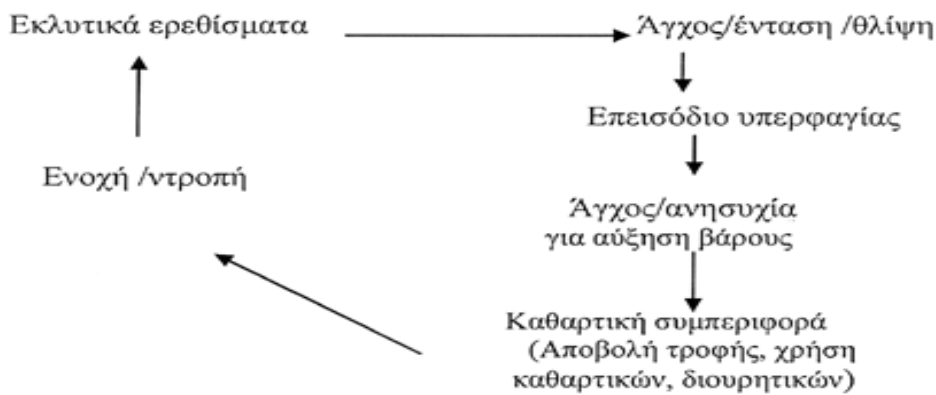 Εκλυτικά ερεθίσματα
Άγχος/ένταση /θλίψη
Επεισόδιο υπερφαγίας
Ενοχή /ντροπή
Άγχος/ανησυχία
για αύξηση βάρους
Καθαρτική συμπεριφορά
(Αποβολή τροφής, χρήση
καθαρτικών, διουρητικών)